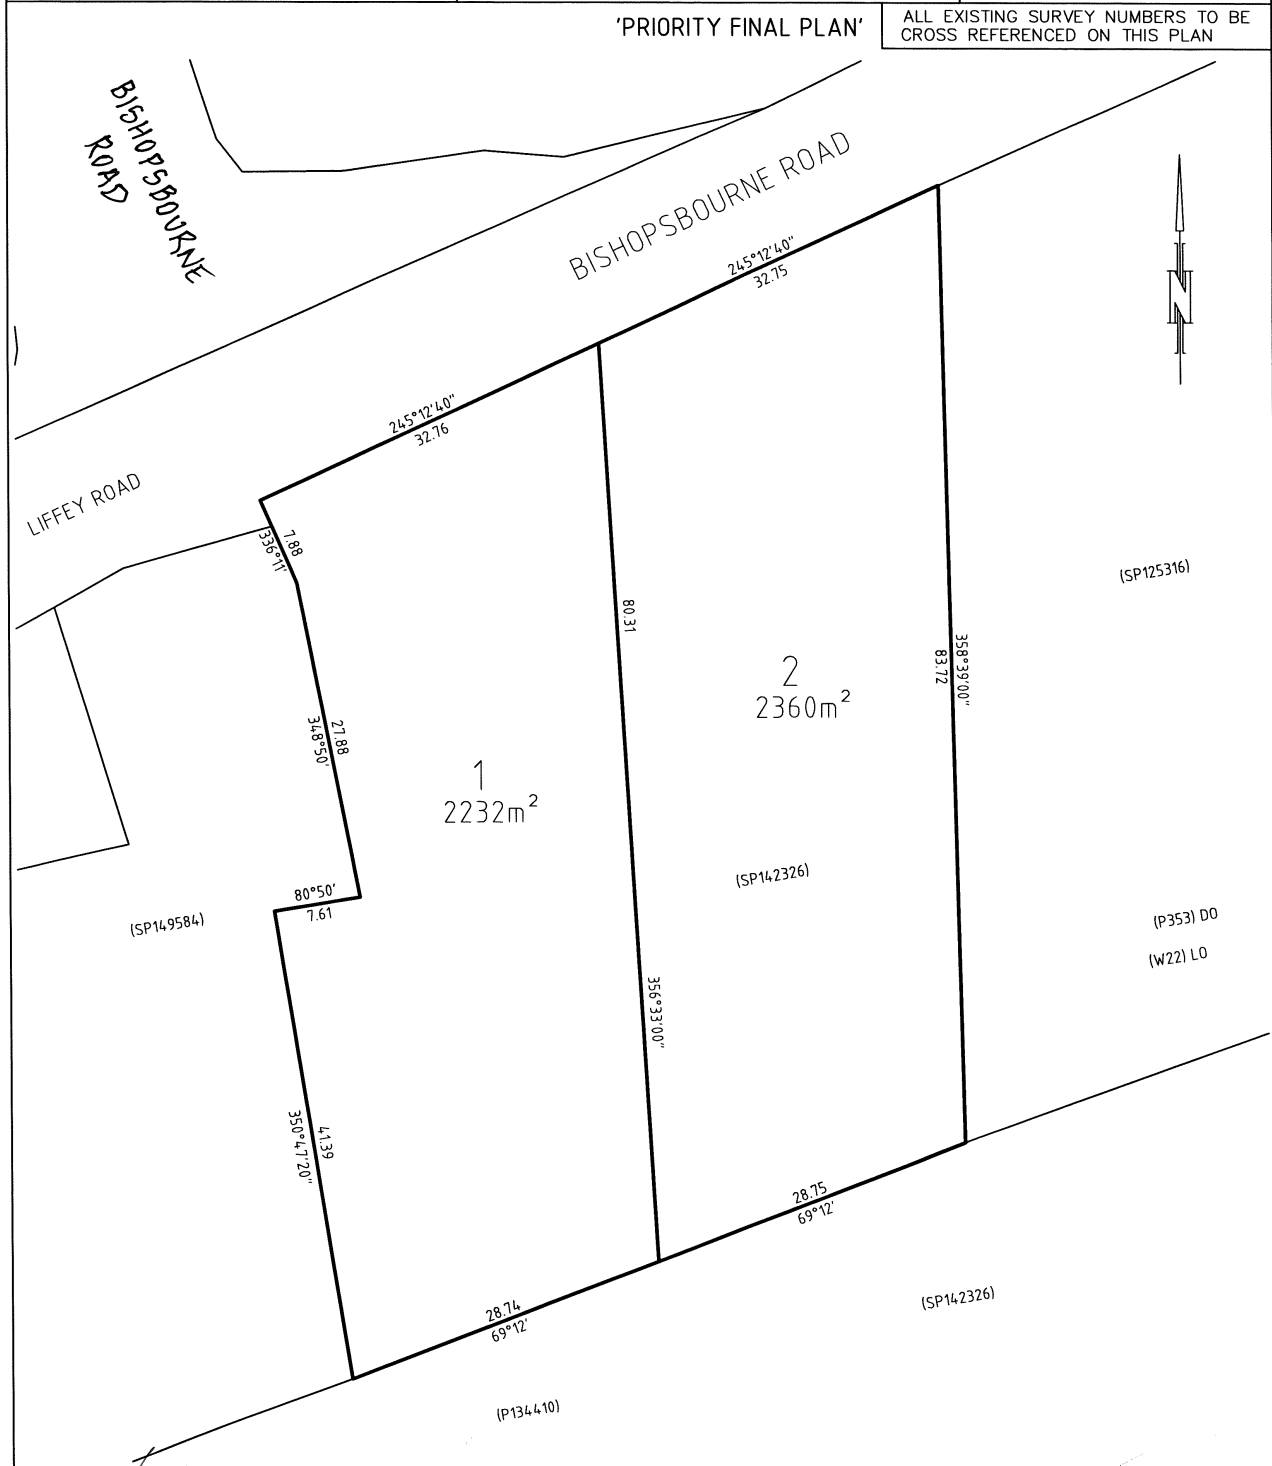 'PRIORITY FINAL PLAN'
ALL EXISTING SURVEY NUMBERS TO BE
CROSS REFERENCED ON THIS PLAN
BISHOPSBOURNE
ROAD
BISHOPSBOURNE ROAD
245°12'40"
32.75
N
245°12'40"
32.76
LIFFEY ROAD
7.88
336°11'
(SP125316)
80.31
358°39'00"
83.72
2
2360m²
27.88
348°50'
1
2232m²
(SP142326)
80°50'
7.61
(SP149584)
(P353) DO
(W22) LO
356°33'00"
41.39
350°47'20"
28.75
69°12'
28.74
69°12'
(SP142326)
(P134410)